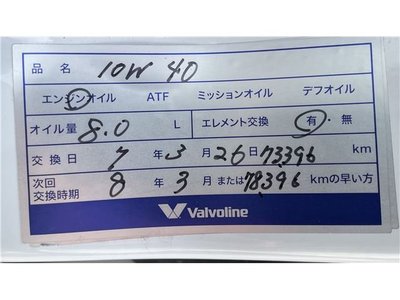 品名 10W 40
エンジンオイル ATF ミッションオイル デフオイル
オイル量 8.0 L エレメント交換 有・無
交換日 7年3月26日 73396 km
次回交換時期 8年3月または 78396 kmの早い方
Valvoline